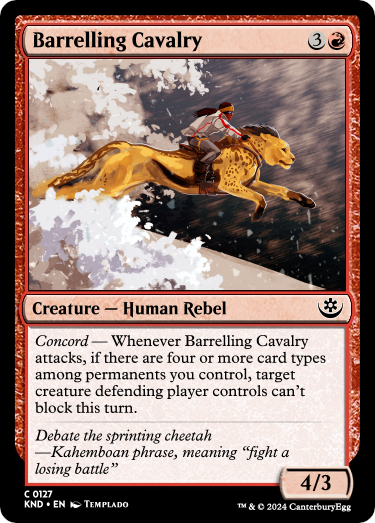 Barrelling Cavalry 3
Creature — Human Rebel
Concord — Whenever Barrelling Cavalry
attacks, if there are four or more card types
among permanents you control, target
creature defending player controls can't
block this turn.
Debate the sprinting cheetah
—Kahemboan phrase, meaning “fight a
losing battle”
4/3
C 0127
KND • EN Templado
™ & © 2024 CanterburyEgg